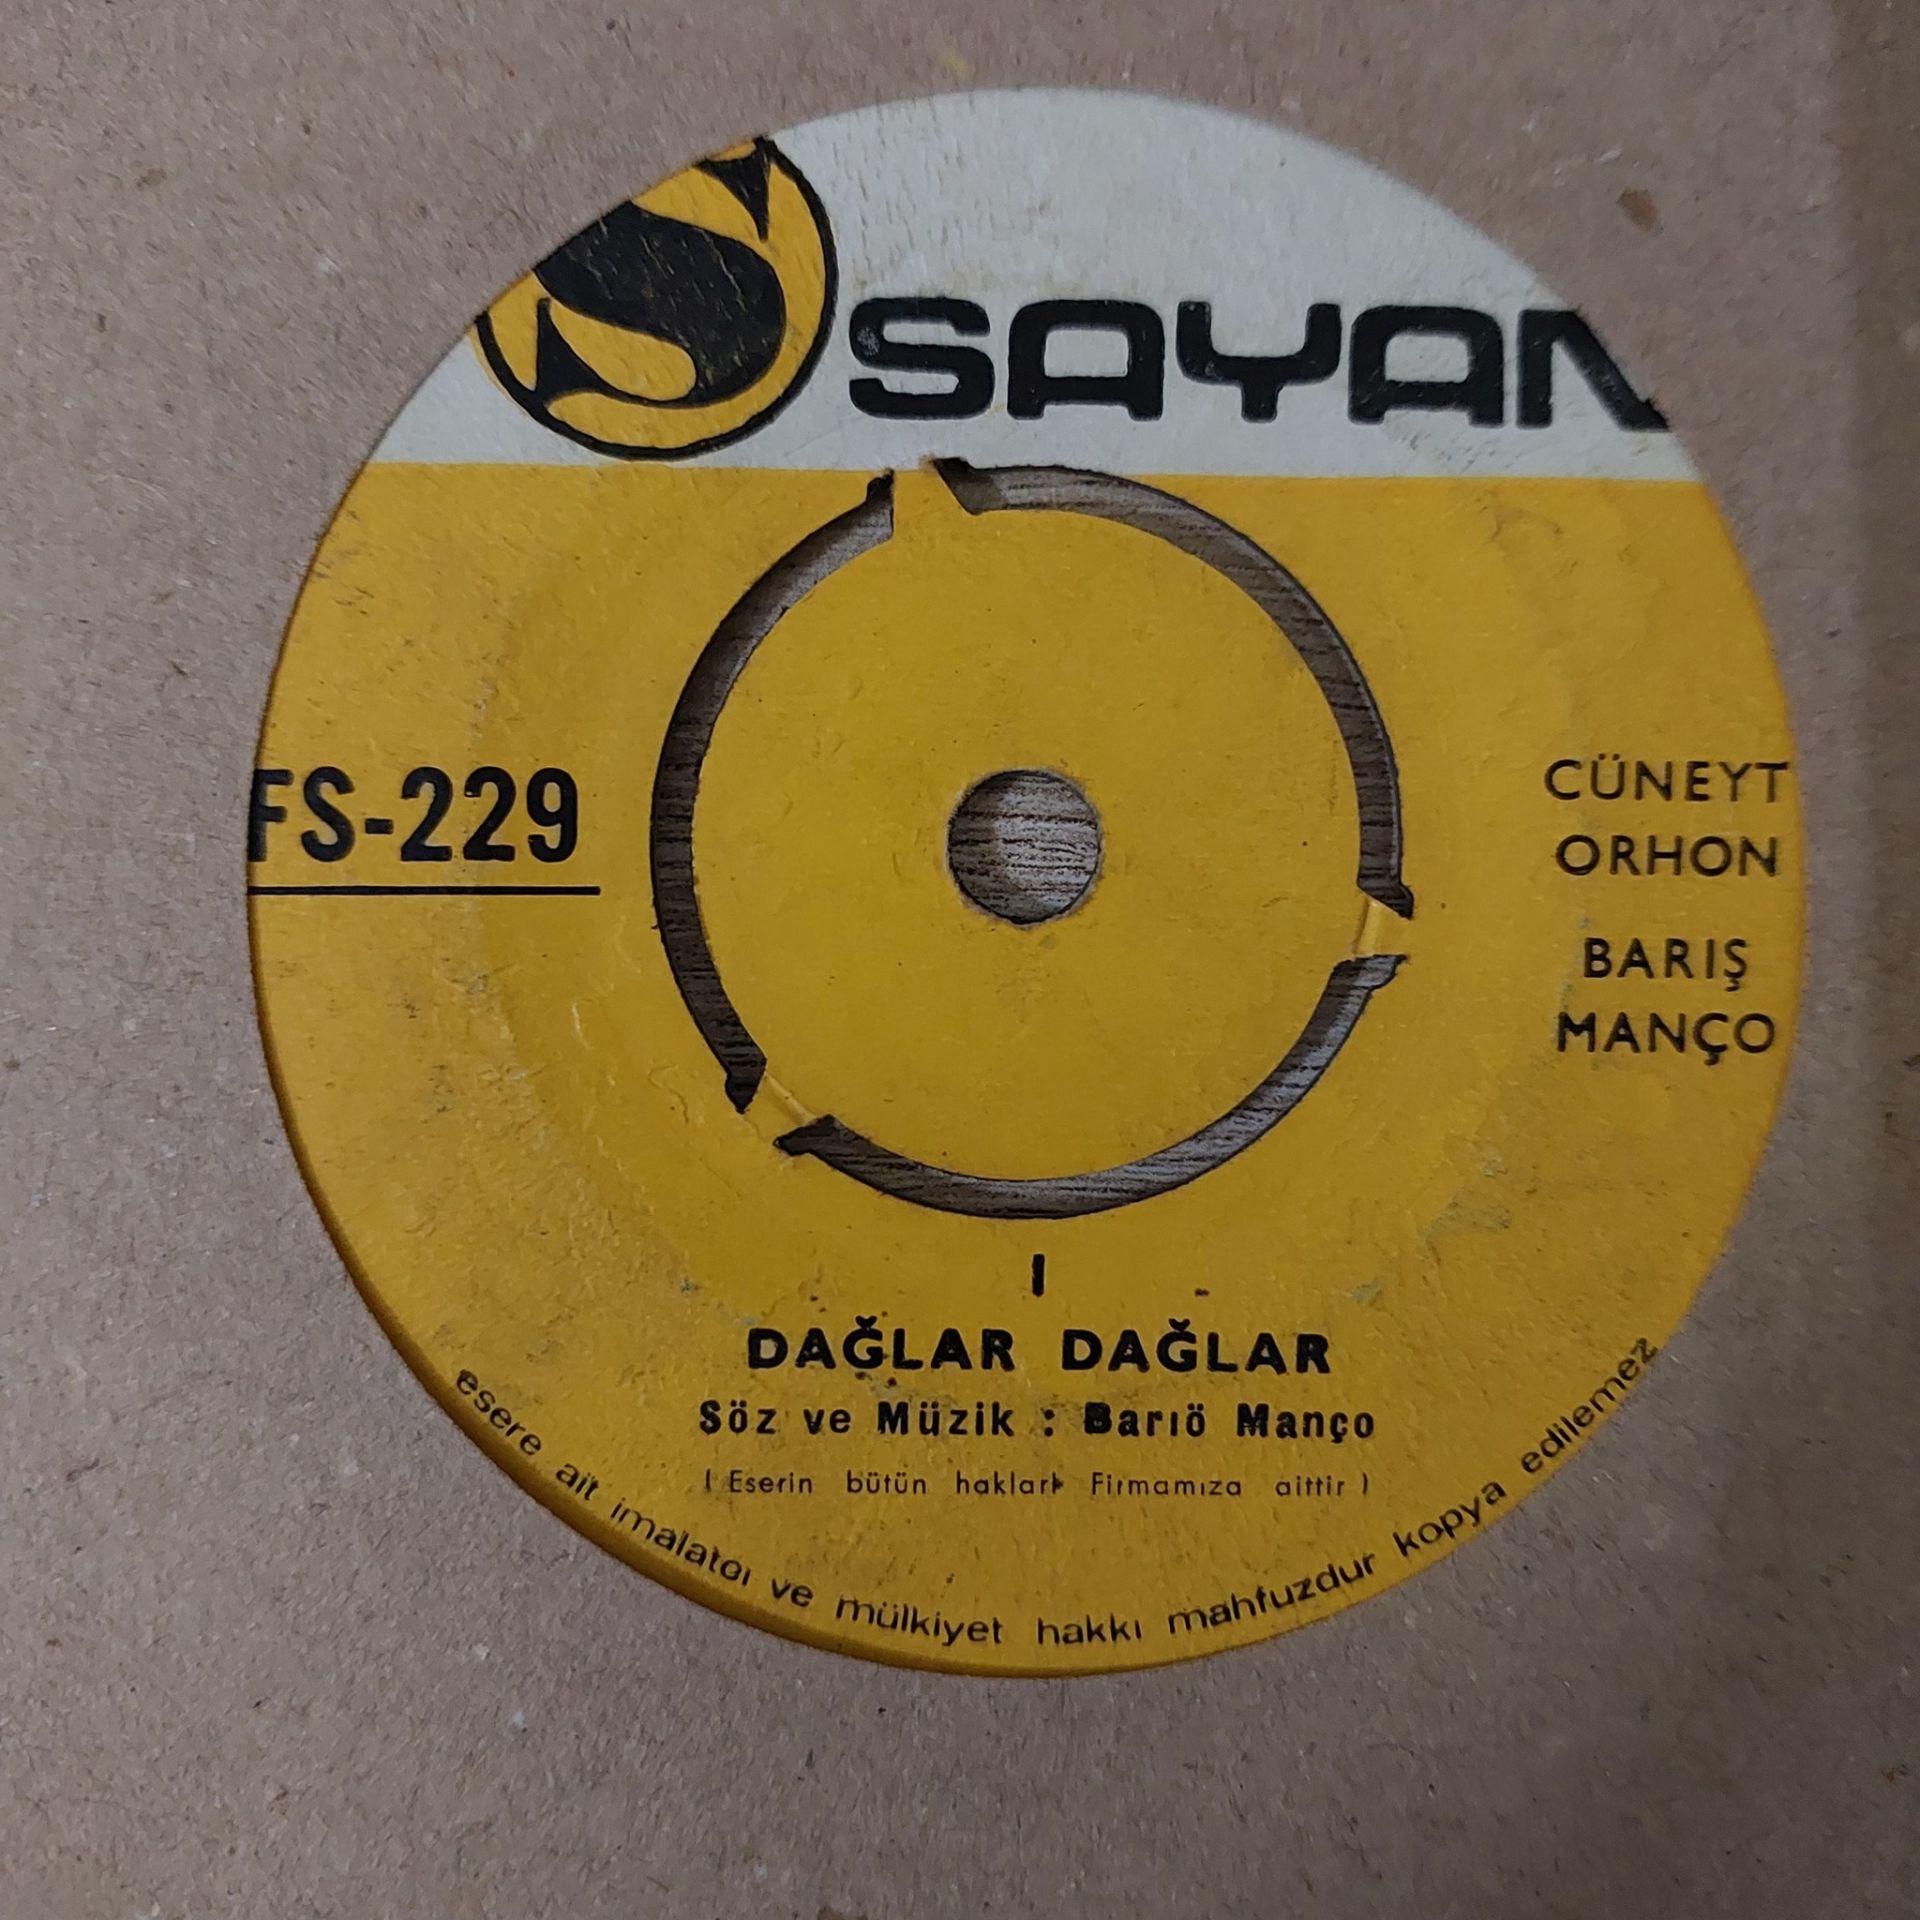 SAYAN
FS-229
CÜNEYT
ORHON
BARIŞ
MANÇO
I
DAĞLAR DAĞLAR
Söz ve Müzik : Barıö Manço
( Eserin bütün hakları Firmamıza aittir )
esere ait imalatcı ve mülkiyet hakkı mahfuzdur kopya edilemez